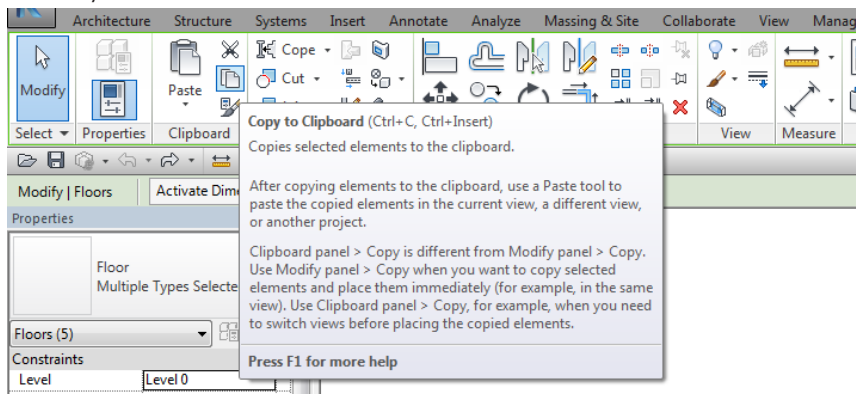 Architecture Structure Systems Insert Annotate Analyze Massing & Site Collaborate View Manag
Modify
Paste
Cope
Cut
Select Properties Clipboard View Measure
Modify | Floors Activate Dime
Properties
Floor
Multiple Types Selecte
Floors (5)
Constraints
Level Level 0
Copy to Clipboard (Ctrl+C, Ctrl+Insert)
Copies selected elements to the clipboard.
After copying elements to the clipboard, use a Paste tool to
paste the copied elements in the current view, a different view,
or another project.
Clipboard panel > Copy is different from Modify panel > Copy.
Use Modify panel > Copy when you want to copy selected
elements and place them immediately (for example, in the same
view). Use Clipboard panel > Copy, for example, when you need
to switch views before placing the copied elements.
Press F1 for more help